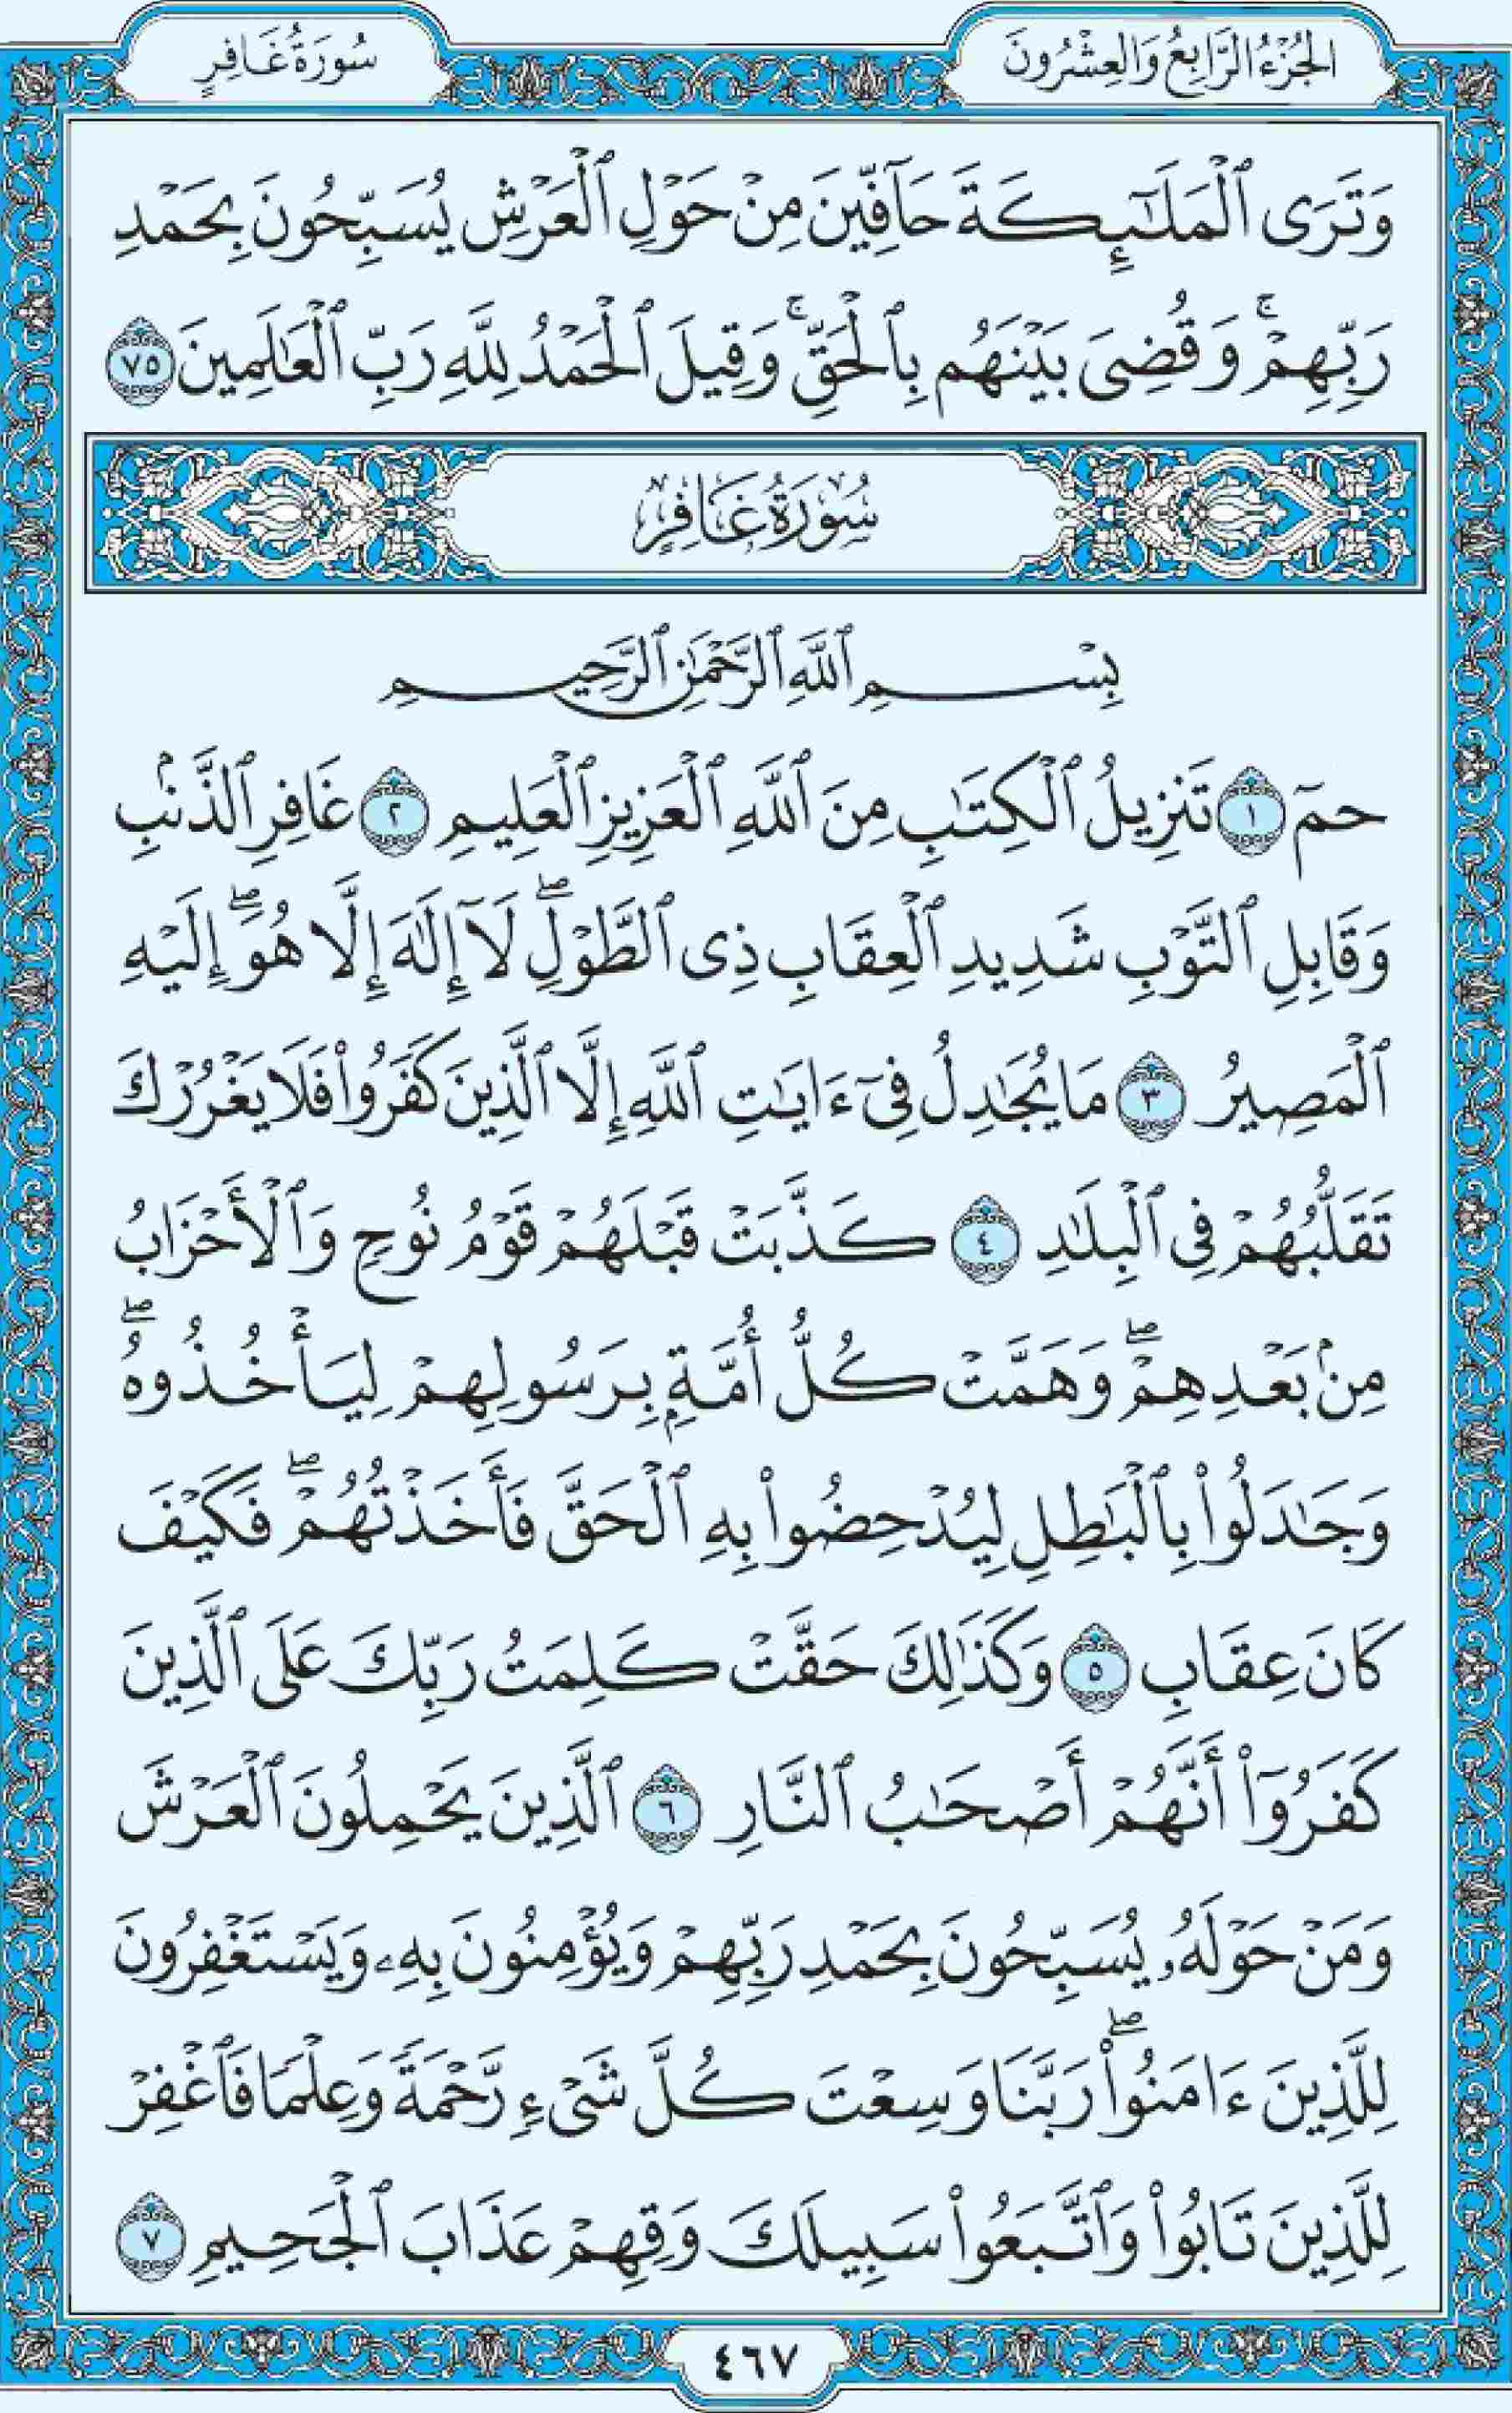 الجُزْءُ الرَّابِعُ وَالعِشْرُونَ
سُورَةُ غَافِرٍ
وَتَرَى ٱلْمَلَـٰٓئِكَةَ حَآفِّينَ مِنْ حَوْلِ ٱلْعَرْشِ يُسَبِّحُونَ بِحَمْدِ
رَبِّهِمْ ۚ وَقُضِىَ بَيْنَهُم بِٱلْحَقِّ ۚ وَقِيلَ ٱلْحَمْدُ لِلَّهِ رَبِّ ٱلْعَـٰلَمِينَ ٧٥
سُورَةُ غَافِرٍ
بِسْمِ ٱللَّهِ ٱلرَّحْمَـٰنِ ٱلرَّحِيمِ
حمٓ ١ تَنزِيلُ ٱلْكِتَـٰبِ مِنَ ٱللَّهِ ٱلْعَزِيزِ ٱلْعَلِيمِ ٢ غَافِرِ ٱلذَّنۢبِ
وَقَابِلِ ٱلتَّوْبِ شَدِيدِ ٱلْعِقَابِ ذِى ٱلطَّوْلِ ۖ لَآ إِلَـٰهَ إِلَّا هُوَ ۖ إِلَيْهِ
ٱلْمَصِيرُ ٣ مَا يُجَـٰدِلُ فِىٓ ءَايَـٰتِ ٱللَّهِ إِلَّا ٱلَّذِينَ كَفَرُوا۟ فَلَا يَغْرُرْكَ
تَقَلُّبُهُمْ فِى ٱلْبِلَـٰدِ ٤ كَذَّبَتْ قَبْلَهُمْ قَوْمُ نُوحٍ وَٱلْأَحْزَابُ
مِنۢ بَعْدِهِمْ ۖ وَهَمَّتْ كُلُّ أُمَّةٍۭ بِرَسُولِهِمْ لِيَأْخُذُوهُ ۖ
وَجَـٰدَلُوا۟ بِٱلْبَـٰطِلِ لِيُدْحِضُوا۟ بِهِ ٱلْحَقَّ فَأَخَذْتُهُمْ ۖ فَكَيْفَ
كَانَ عِقَابِ ٥ وَكَذَٰلِكَ حَقَّتْ كَلِمَتُ رَبِّكَ عَلَى ٱلَّذِينَ
كَفَرُوٓا۟ أَنَّهُمْ أَصْحَـٰبُ ٱلنَّارِ ٦ ٱلَّذِينَ يَحْمِلُونَ ٱلْعَرْشَ
وَمَنْ حَوْلَهُۥ يُسَبِّحُونَ بِحَمْدِ رَبِّهِمْ وَيُؤْمِنُونَ بِهِۦ وَيَسْتَغْفِرُونَ
لِلَّذِينَ ءَامَنُوا۟ ۖ رَبَّنَا وَسِعْتَ كُلَّ شَىْءٍ رَّحْمَةً وَعِلْمًا فَٱغْفِرْ
لِلَّذِينَ تَابُوا۟ وَٱتَّبَعُوا۟ سَبِيلَكَ وَقِهِمْ عَذَابَ ٱلْجَحِيمِ ٧
٤٦٧